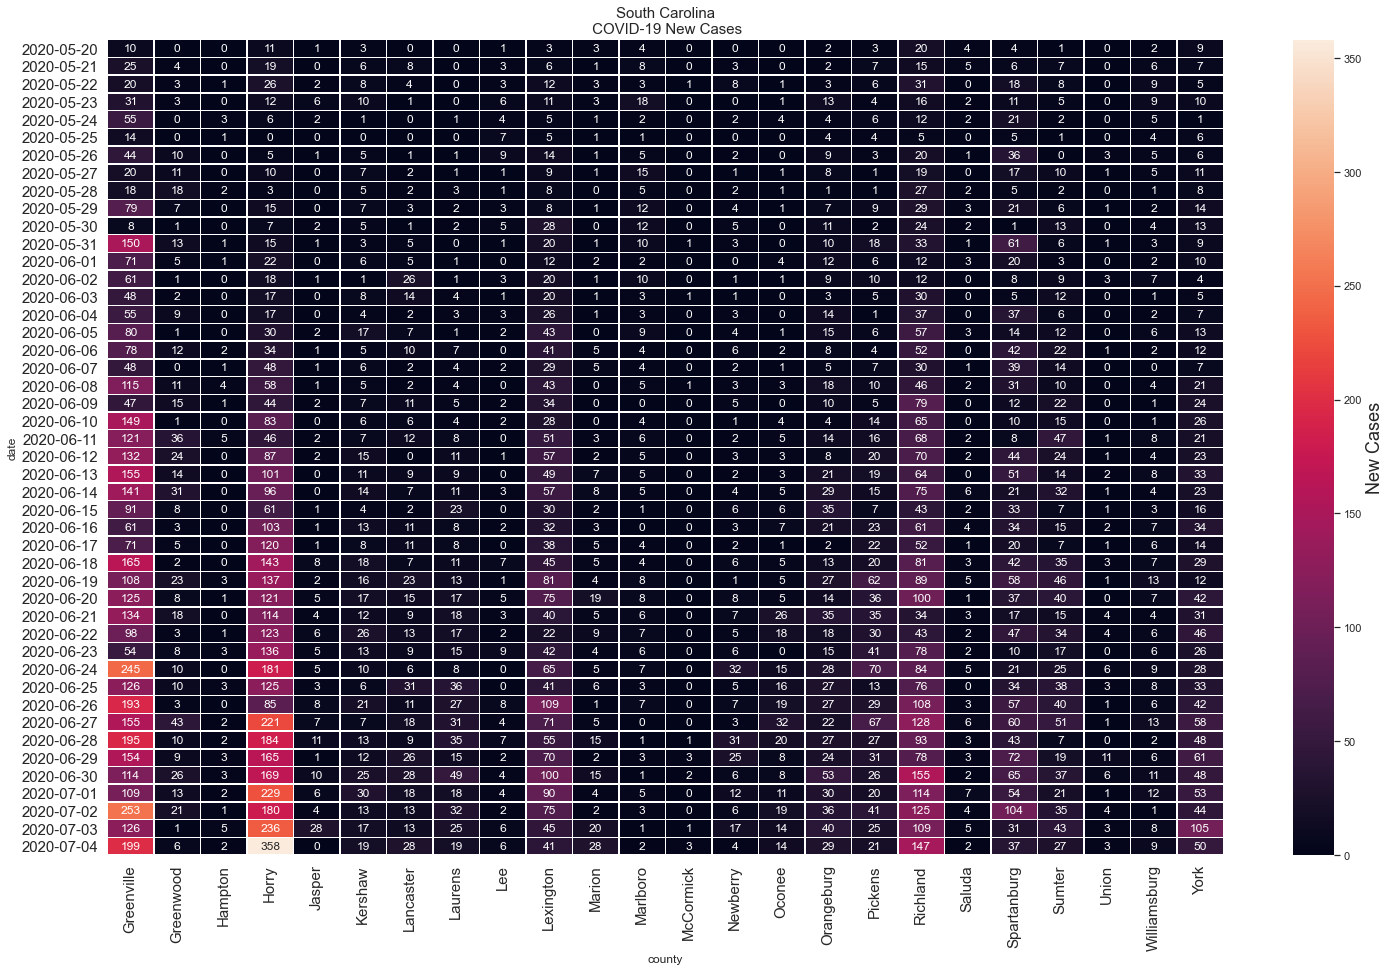 South Carolina
COVID-19 New Cases
2020-05-20 10 0 0 11 1 3 0 0 1 3 3 4 0 0 0 2 3 20 4 4 1 0 2 9
2020-05-21 25 4 0 19 0 6 8 0 3 6 1 8 0 3 0 2 7 15 5 6 7 0 6 7
2020-05-22 20 3 1 26 2 8 4 0 3 12 3 3 1 8 1 3 6 31 0 18 8 0 9 5
2020-05-23 31 3 0 12 6 10 1 0 6 11 3 18 0 0 1 13 4 16 2 11 5 0 9 10
2020-05-24 55 0 3 6 2 1 0 1 4 5 1 2 0 2 4 4 6 12 2 21 2 0 5 1
2020-05-25 14 0 1 0 0 0 0 0 7 5 1 1 0 0 0 4 4 5 0 5 1 0 4 6
2020-05-26 44 10 0 5 1 5 1 1 9 14 1 5 0 2 0 9 3 20 1 36 0 3 5 6
2020-05-27 20 11 0 10 0 7 2 1 1 9 1 15 0 1 1 8 1 19 0 17 10 1 5 11
2020-05-28 18 18 2 3 0 5 2 3 1 8 0 5 0 2 1 1 1 27 2 5 2 0 1 8
2020-05-29 79 7 0 15 0 7 3 2 3 8 1 12 0 4 1 7 9 29 3 21 6 1 2 14
2020-05-30 8 1 0 7 2 5 1 2 5 28 0 12 0 5 0 11 2 24 2 1 13 0 4 13
2020-05-31 150 13 1 15 1 3 5 0 1 20 1 10 1 3 0 10 18 33 1 61 6 1 3 9
2020-06-01 71 5 1 22 0 6 5 1 0 12 2 2 0 0 4 12 6 12 3 20 3 0 2 10
2020-06-02 61 1 0 18 1 1 26 1 3 20 1 10 0 1 1 9 10 12 0 8 9 3 7 4
2020-06-03 48 2 0 17 0 8 14 4 1 20 1 3 1 1 0 3 5 30 0 5 12 0 1 5
2020-06-04 55 9 0 17 0 4 2 3 3 26 1 3 0 3 0 14 1 37 0 37 6 0 2 7
2020-06-05 80 1 0 30 2 17 7 1 2 43 0 9 0 4 1 15 6 57 3 14 12 0 6 13
2020-06-06 78 12 2 34 1 5 10 7 0 41 5 4 0 6 2 8 4 52 0 42 22 1 2 12
2020-06-07 48 0 1 48 1 6 2 4 2 29 5 4 0 2 1 5 7 30 1 39 14 0 0 7
2020-06-08 115 11 4 58 1 5 2 4 0 43 0 5 1 3 3 18 10 46 2 31 10 0 4 21
2020-06-09 47 15 1 44 2 7 11 5 2 34 0 0 0 5 0 10 5 79 0 12 22 0 1 24
2020-06-10 149 1 0 83 0 6 6 4 2 28 0 4 0 1 4 4 14 65 0 10 15 0 1 26
2020-06-11 121 36 5 46 2 7 12 8 0 51 3 6 0 2 5 14 16 68 2 8 47 1 8 21
2020-06-12 132 24 0 87 2 15 0 11 1 57 2 5 0 3 3 8 20 70 2 44 24 1 4 23
2020-06-13 155 14 0 101 0 11 9 9 0 49 7 5 0 2 3 21 19 64 0 51 14 2 8 33
2020-06-14 141 31 0 96 0 14 7 11 3 57 8 5 0 4 5 29 15 75 6 21 32 1 4 23
2020-06-15 91 8 0 61 1 4 2 23 0 30 2 1 0 6 6 35 7 43 2 33 7 1 3 16
2020-06-16 61 3 0 103 1 13 11 8 2 32 3 0 0 3 7 21 23 61 4 34 15 2 7 34
2020-06-17 71 5 0 120 1 8 11 8 0 38 5 4 0 2 1 2 22 52 1 20 7 1 6 14
2020-06-18 165 2 0 143 8 18 7 11 7 45 5 4 0 6 5 13 20 81 3 42 35 3 7 29
2020-06-19 108 23 3 137 2 16 23 13 1 81 4 8 0 1 5 27 62 89 5 58 46 1 13 12
2020-06-20 125 8 1 121 5 17 15 17 5 75 19 8 0 8 5 14 36 100 1 37 40 0 7 42
2020-06-21 134 18 0 114 4 12 9 18 3 40 5 6 0 7 26 35 35 34 3 17 15 4 4 31
2020-06-22 98 3 1 123 6 26 13 17 2 22 9 7 0 5 18 18 30 43 2 47 34 4 6 46
2020-06-23 54 8 3 136 5 13 9 15 9 42 4 6 0 6 0 15 41 78 2 10 17 0 6 26
2020-06-24 245 10 0 181 5 10 6 8 0 65 5 7 0 32 15 28 70 84 5 21 25 6 9 28
2020-06-25 126 10 3 125 3 6 31 36 0 41 6 3 0 5 16 27 13 76 0 34 38 3 8 33
2020-06-26 193 3 0 85 8 21 11 27 8 109 1 7 0 7 19 27 29 108 3 57 40 1 6 42
2020-06-27 155 43 2 221 7 7 18 31 4 71 5 0 0 3 32 22 67 128 6 60 51 1 13 58
2020-06-28 195 10 2 184 11 13 9 35 7 55 15 1 1 31 20 27 27 93 3 43 7 0 2 48
2020-06-29 154 9 3 165 1 12 26 15 2 70 2 3 3 25 8 24 31 78 3 72 19 11 6 61
2020-06-30 114 26 3 169 10 25 28 49 4 100 15 1 2 6 8 53 26 155 2 65 37 6 11 48
2020-07-01 109 13 2 229 6 30 18 18 4 90 4 5 0 12 11 30 20 114 7 54 21 1 12 53
2020-07-02 253 21 1 180 4 13 13 32 2 75 3 0 0 6 19 37 41 125 4 104 35 4 1 44
2020-07-03 126 1 5 236 28 17 13 25 6 45 20 1 1 17 14 40 25 109 5 31 43 3 8 105
2020-07-04 199 6 2 358 0 19 28 19 6 41 28 2 3 4 14 29 21 147 2 37 27 3 9 50
Greenville Greenwood Hampton Horry Jasper Kershaw Lancaster Laurens Lee Lexington Marion Marlboro McCormick Newberry Oconee Orangeburg Pickens Richland Saluda Spartanburg Sumter Union Williamsburg York
county
date
350
300
250
200
150
100
50
0
New Cases